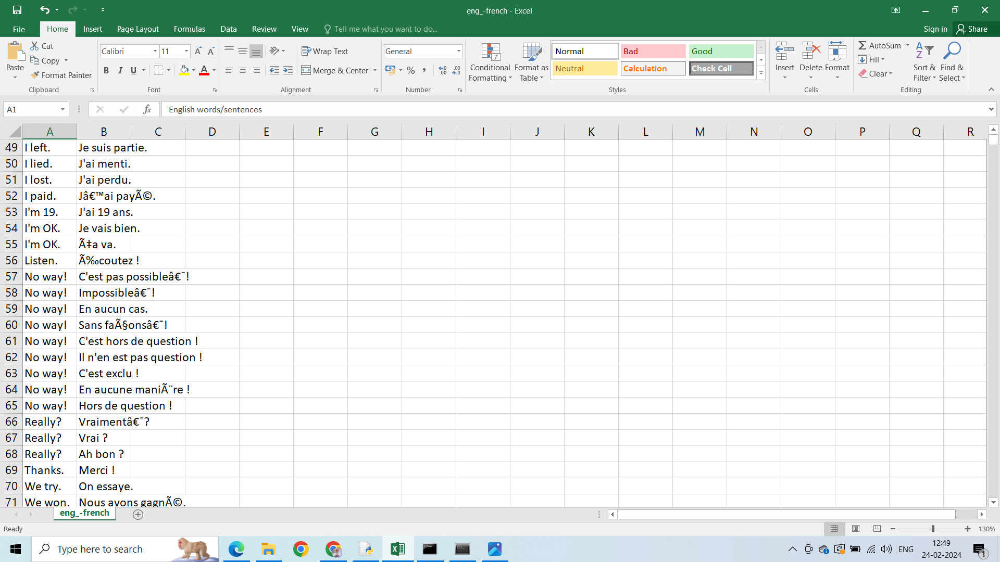 eng_-french - Excel
File Home Insert Page Layout Formulas Data Review View Tell me what you want to do... Sign in Share
Paste Cut Copy Format Painter Clipboard
Calibri 11 B I U Font
Wrap Text Merge & Center Alignment
General % , Number
Conditional Formatting Format as Table
Normal Bad Good
Neutral Calculation Check Cell
Styles
Insert Delete Format Cells
AutoSum Fill Clear Sort & Filter Find & Select Editing
A1 fx English words/sentences
A B C D E F G H I J K L M N O P Q R
49 I left. Je suis partie.
50 I lied. J'ai menti.
51 I lost. J'ai perdu.
52 I paid. Jâ€™ai payÃ©.
53 I'm 19. J'ai 19 ans.
54 I'm OK. Je vais bien.
55 I'm OK. Ã‡a va.
56 Listen. Ã‰coutez !
57 No way! C'est pas possibleâ€¯!
58 No way! Impossibleâ€¯!
59 No way! En aucun cas.
60 No way! Sans faÃ§onsâ€¯!
61 No way! C'est hors de question !
62 No way! Il n'en est pas question !
63 No way! C'est exclu !
64 No way! En aucune maniÃ¨re !
65 No way! Hors de question !
66 Really? Vraimentâ€¯?
67 Really? Vrai ?
68 Really? Ah bon ?
69 Thanks. Merci !
70 We try. On essaye.
71 We won. Nous avons gagnÃ©.
eng_-french
Ready 130%
Type here to search ENG 12:49
24-02-2024 1